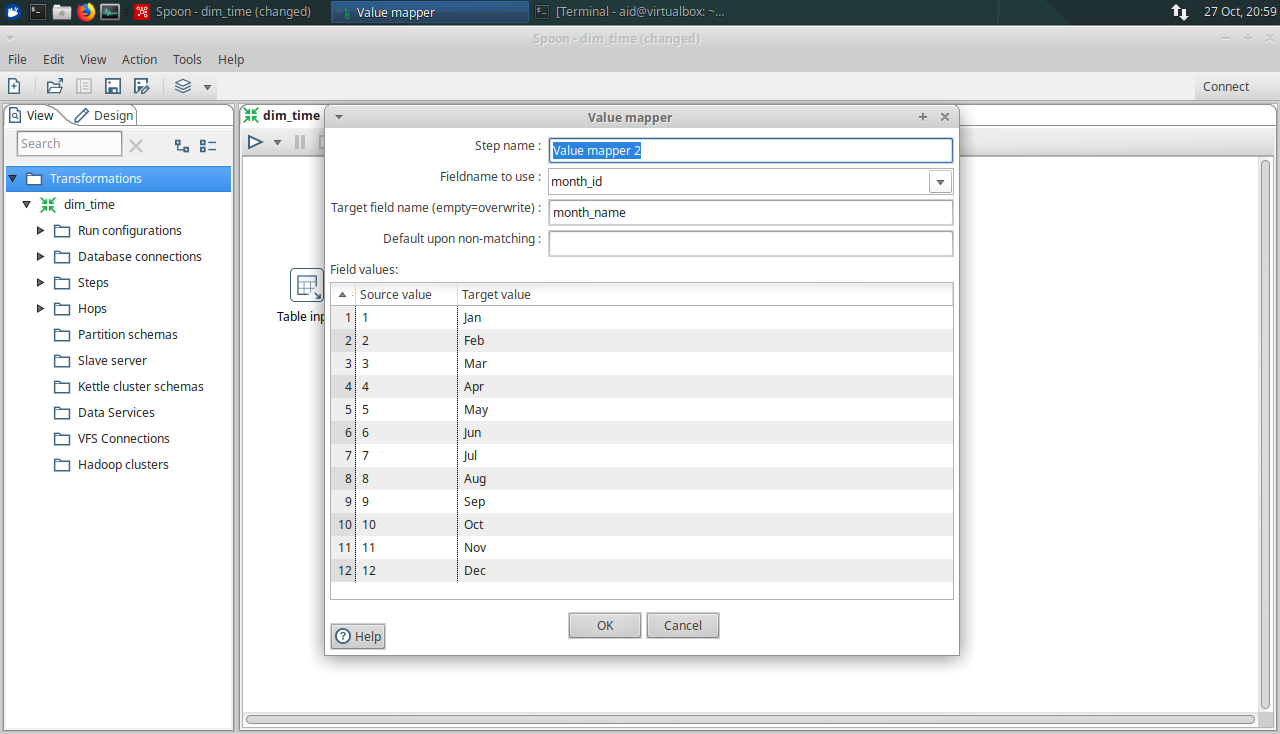 Spoon - dim_time (changed)
Value mapper
[Terminal - aid@virtualbox: ~...
27 Oct, 20:59
Spoon - dim_time (changed)
File Edit View Action Tools Help
Connect
View
Design
dim_time
Search
Transformations
dim_time
Run configurations
Database connections
Steps
Hops
Partition schemas
Slave server
Kettle cluster schemas
Data Services
VFS Connections
Hadoop clusters
Table inp
Value mapper
Step name : Value mapper 2
Fieldname to use : month_id
Target field name (empty=overwrite) : month_name
Default upon non-matching :
Field values:
Source value Target value
1 1 Jan
2 2 Feb
3 3 Mar
4 4 Apr
5 5 May
6 6 Jun
7 7 Jul
8 8 Aug
9 9 Sep
10 10 Oct
11 11 Nov
12 12 Dec
OK Cancel
Help